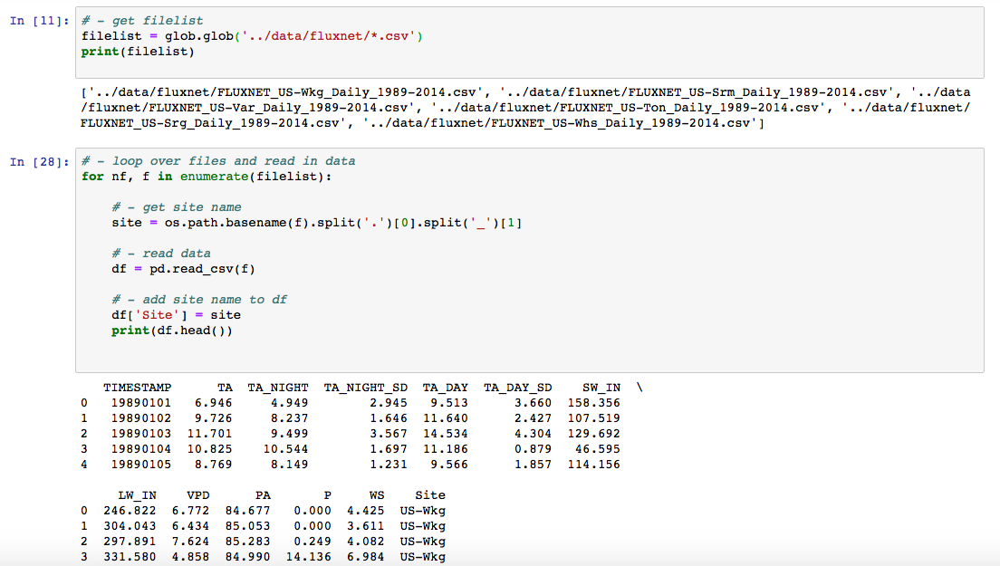 In [11]: # - get filelist
filelist = glob.glob('../data/fluxnet/*.csv')
print(filelist)
['../data/fluxnet/FLUXNET_US-Wkg_Daily_1989-2014.csv', '../data/fluxnet/FLUXNET_US-Srm_Daily_1989-2014.csv', '../data
/fluxnet/FLUXNET_US-Var_Daily_1989-2014.csv', '../data/fluxnet/FLUXNET_US-Ton_Daily_1989-2014.csv', '../data/fluxnet/
FLUXNET_US-Srg_Daily_1989-2014.csv', '../data/fluxnet/FLUXNET_US-Whs_Daily_1989-2014.csv']
In [28]: # - loop over files and read in data
for nf, f in enumerate(filelist):
    # - get site name
    site = os.path.basename(f).split('.')[0].split('_')[1]
    # - read data
    df = pd.read_csv(f)
    # - add site name to df
    df['Site'] = site
    print(df.head())
   TIMESTAMP      TA  TA_NIGHT  TA_NIGHT_SD  TA_DAY  TA_DAY_SD    SW_IN  \
0   19890101   6.946     4.949        2.945   9.513      3.660  158.356
1   19890102   9.726     8.237        1.646  11.640      2.427  107.519
2   19890103  11.701     9.499        3.567  14.534      4.304  129.692
3   19890104  10.825    10.544        1.697  11.186      0.879   46.595
4   19890105   8.769     8.149        1.231   9.566      1.857  114.156
     LW_IN    VPD      PA       P     WS    Site
0  246.822  6.772  84.677   0.000  4.425  US-Wkg
1  304.043  6.434  85.053   0.000  3.611  US-Wkg
2  297.891  7.624  85.283   0.249  4.082  US-Wkg
3  331.580  4.858  84.990  14.136  6.984  US-Wkg